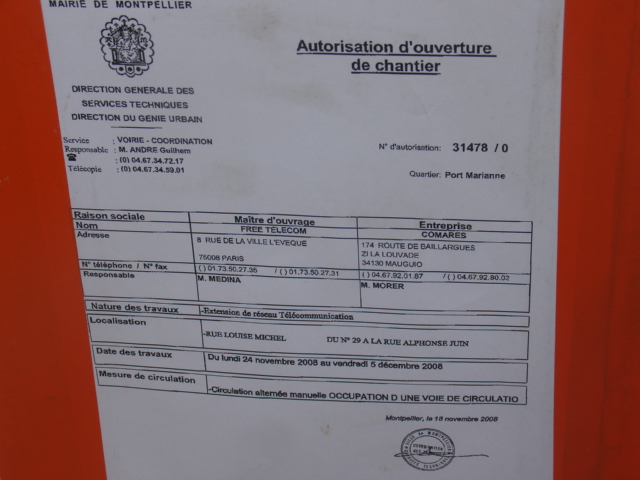 MAIRIE DE MONTPELLIER
Autorisation d'ouverture
de chantier
DIRECTION GENERALE DES
SERVICES TECHNIQUES
DIRECTION DU GENIE URBAIN
Service : VOIRIE - COORDINATION
Responsable : M. ANDRE Guilhem
☎ : (0) 04.67.34.72.17
Télécopie : (0) 04.67.34.59.01
N° d'autorisation: 31478 / 0
Quartier: Port Marianne
Raison sociale Maître d'ouvrage Entreprise
Nom FREE TELECOM COMARES
Adresse 8 RUE DE LA VILLE L'EVEQUE 174 ROUTE DE BAILLARGUES
ZI LA LOUVADE
75008 PARIS 34130 MAUGUIO
N° téléphone / N° fax ( ) 01.73.50.27.35 / ( ) 01.73.50.27.31 ( ) 04.67.92.01.87 / ( ) 04.67.92.90.02
Responsable M. MEDINA M. MORER
Nature des travaux -Extension de réseau Télécommunication
Localisation -RUE LOUISE MICHEL DU N° 29 A LA RUE ALPHONSE JUIN
Date des travaux Du lundi 24 novembre 2008 au vendredi 5 décembre 2008
Mesure de circulation -Circulation alternée manuelle OCCUPATION D UNE VOIE DE CIRCULATIO
Montpellier, le 18 novembre 2008